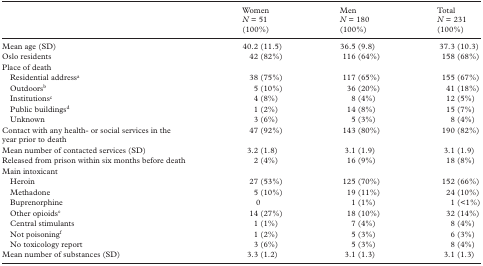 Women Men Total
N = 51 N = 180 N = 231
(100%) (100%) (100%)
Mean age (SD) 40.2 (11.5) 36.5 (9.8) 37.3 (10.3)
Oslo residents 42 (82%) 116 (64%) 158 (68%)
Place of death
Residential addressᵃ 38 (75%) 117 (65%) 155 (67%)
Outdoorsᵇ 5 (10%) 36 (20%) 41 (18%)
Institutionsᶜ 4 (8%) 8 (4%) 12 (5%)
Public buildingsᵈ 1 (2%) 14 (8%) 15 (7%)
Unknown 3 (6%) 5 (3%) 8 (4%)
Contact with any health- or social services in the 47 (92%) 143 (80%) 190 (82%)
year prior to death
Mean number of contacted services (SD) 3.2 (1.8) 3.1 (1.9) 3.1 (1.9)
Released from prison within six months before death 2 (4%) 16 (9%) 18 (8%)
Main intoxicant
Heroin 27 (53%) 125 (70%) 152 (66%)
Methadone 5 (10%) 19 (11%) 24 (10%)
Buprenorphine 0 1 (1%) 1 (<1%)
Other opioidsᵉ 14 (27%) 18 (10%) 32 (14%)
Central stimulants 1 (1%) 7 (4%) 8 (4%)
Not poisoningᶠ 1 (2%) 5 (3%) 6 (3%)
No toxicology report 3 (6%) 5 (3%) 8 (4%)
Mean number of substances (SD) 3.3 (1.2) 3.1 (1.3) 3.1 (1.3)